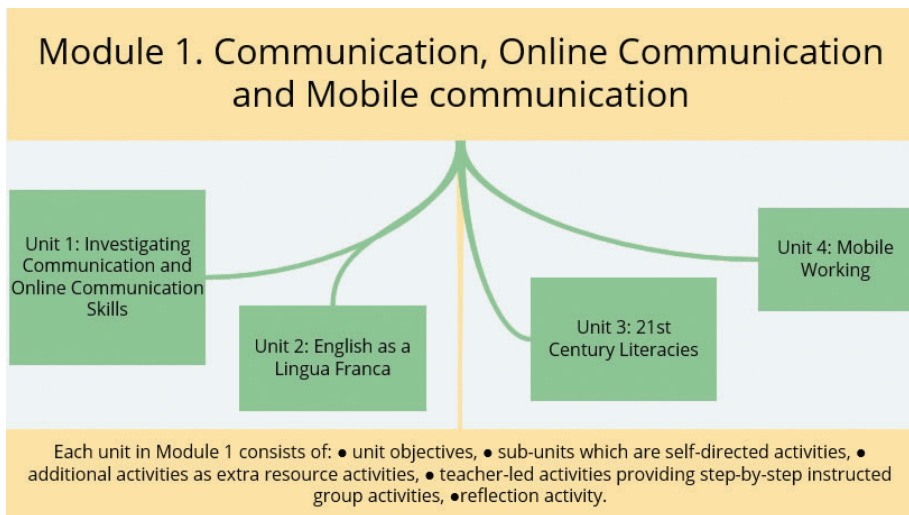 Module 1. Communication, Online Communication
and Mobile communication
Unit 1: Investigating
Communication and
Online Communication
Skills
Unit 2: English as a
Lingua Franca
Unit 3: 21st
Century Literacies
Unit 4: Mobile
Working
Each unit in Module 1 consists of: ● unit objectives, ● sub-units which are self-directed activities, ●
additional activities as extra resource activities, ● teacher-led activities providing step-by-step instructed
group activities, ●reflection activity.